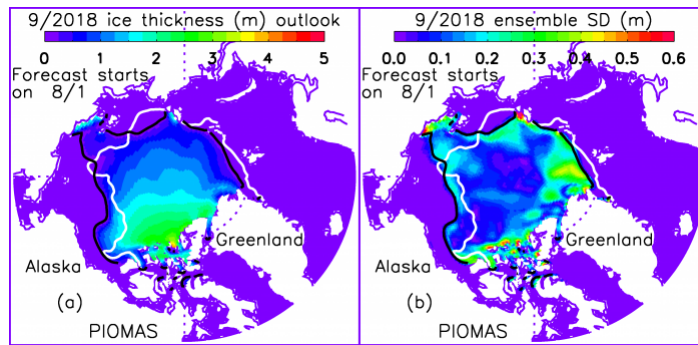 9/2018 ice thickness (m) outlook
0 1 2 3 4 5
Forecast starts
on 8/1
Greenland
Alaska
(a)
PIOMAS
9/2018 ensemble SD (m)
0.0 0.1 0.2 0.3 0.4 0.5 0.6
Forecast starts
on 8/1
Greenland
Alaska
(b)
PIOMAS